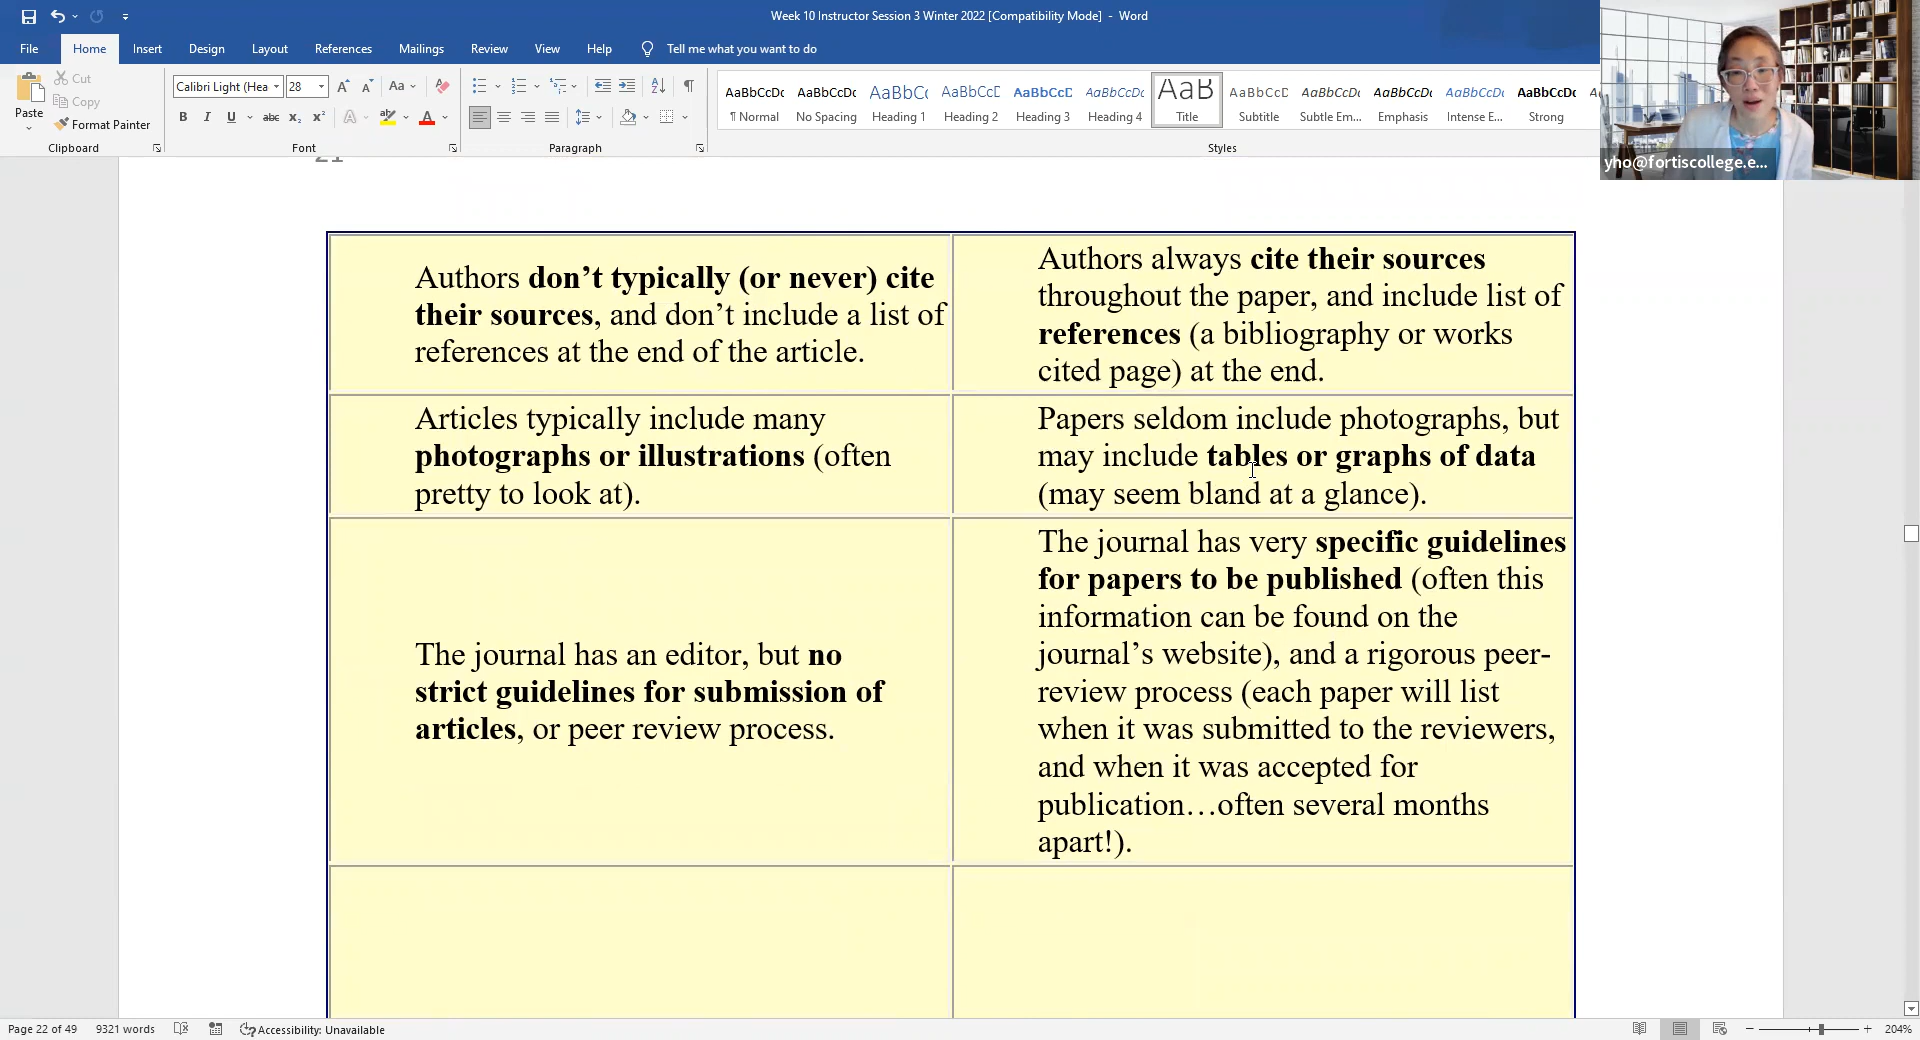 Week 10 Instructor Session 3 Winter 2022 [Compatibility Mode] - Word
File Home Insert Design Layout References Mailings Review View Help Tell me what you want to do
Paste
Cut
Copy
Format Painter
Clipboard
Calibri Light (Hea 28
Font
Paragraph
AaBbCcDc AaBbCcDc AaBbC AaBbCcC AaBbCcD AaBbCcDc AaB AaBbCcD AaBbCcDc AaBbCcDc AaBbCcDc AaBbCcDc
¶ Normal No Spacing Heading 1 Heading 2 Heading 3 Heading 4 Title Subtitle Subtle Em... Emphasis Intense E... Strong
Styles
yho@fortiscollege.e...
21
Authors don’t typically (or never) cite
their sources, and don’t include a list of
references at the end of the article.
Authors always cite their sources
throughout the paper, and include list of
references (a bibliography or works
cited page) at the end.
Articles typically include many
photographs or illustrations (often
pretty to look at).
Papers seldom include photographs, but
may include tables or graphs of data
(may seem bland at a glance).
The journal has an editor, but no
strict guidelines for submission of
articles, or peer review process.
The journal has very specific guidelines
for papers to be published (often this
information can be found on the
journal’s website), and a rigorous peer-
review process (each paper will list
when it was submitted to the reviewers,
and when it was accepted for
publication…often several months
apart!).
Page 22 of 49 9321 words Accessibility: Unavailable 204%